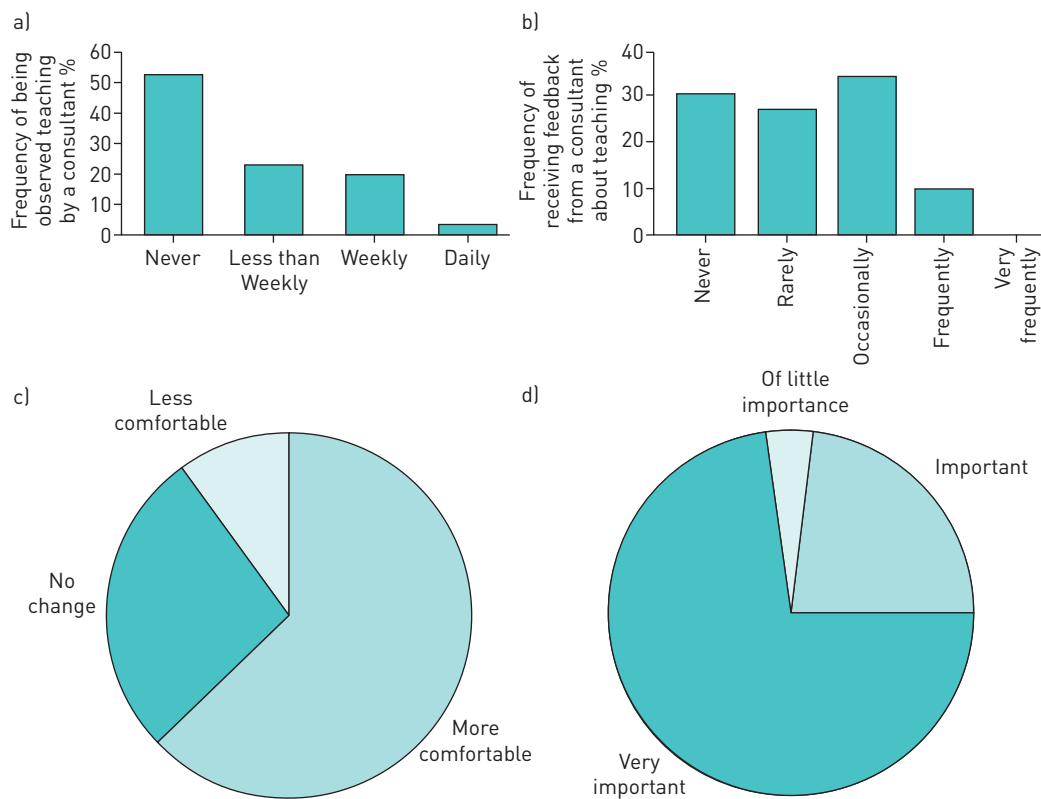 a)
Frequency of being
observed teaching
by a consultant %
60
50
40
30
20
10
0
Never
Less than
Weekly
Weekly
Daily
b)
Frequency of
receiving feedback
from a consultant
about teaching %
40
30
20
10
0
Never
Rarely
Occasionally
Frequently
Very
frequently
c)
Less
comfortable
No
change
More
comfortable
d)
Of little
importance
Important
Very
important